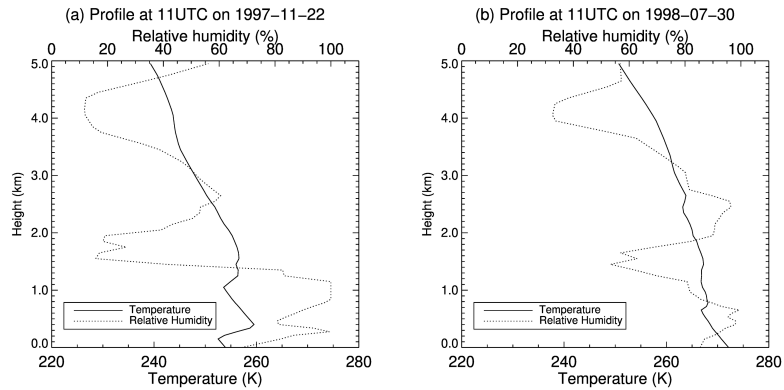 (a) Profile at 11UTC on 1997−11−22
Relative humidity (%)
0 20 40 60 80 100
5.0
4.0
3.0
2.0
1.0
0.0
Height (km)
Temperature
Relative Humidity
220 240 260 280
Temperature (K)
(b) Profile at 11UTC on 1998−07−30
Relative humidity (%)
0 20 40 60 80 100
5.0
4.0
3.0
2.0
1.0
0.0
Height (km)
Temperature
Relative Humidity
220 240 260 280
Temperature (K)